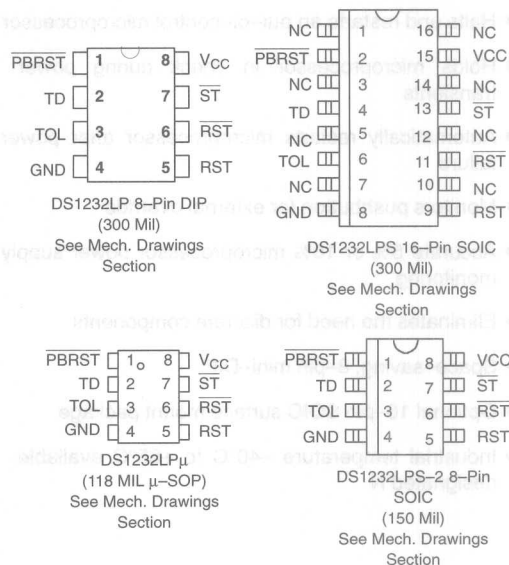 PBRST 1 8 VCC
TD 2 7 ST
TOL 3 6 RST
GND 4 5 RST
DS1232LP 8–Pin DIP
(300 Mil)
See Mech. Drawings
Section
NC 1 16 NC
PBRST 2 15 VCC
NC 3 14 NC
TD 4 13 ST
NC 5 12 NC
TOL 6 11 RST
NC 7 10 NC
GND 8 9 RST
DS1232LPS 16–Pin SOIC
(300 Mil)
See Mech. Drawings
Section
PBRST 1 8 VCC
TD 2 7 ST
TOL 3 6 RST
GND 4 5 RST
DS1232LPμ
(118 MIL μ–SOP)
See Mech. Drawings
Section
PBRST 1 8 VCC
TD 2 7 ST
TOL 3 6 RST
GND 4 5 RST
DS1232LPS–2 8–Pin
SOIC
(150 Mil)
See Mech. Drawings
Section